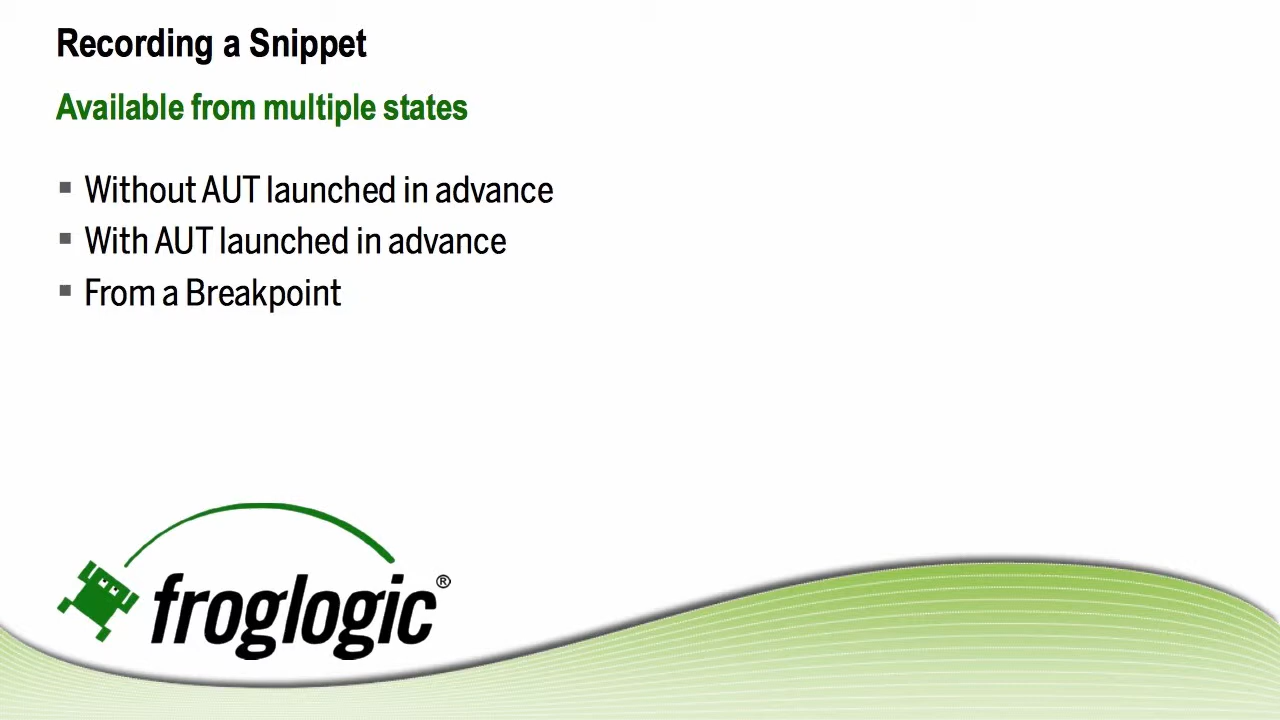 Recording a Snippet
Available from multiple states
▪ Without AUT launched in advance
▪ With AUT launched in advance
▪ From a Breakpoint
froglogic®